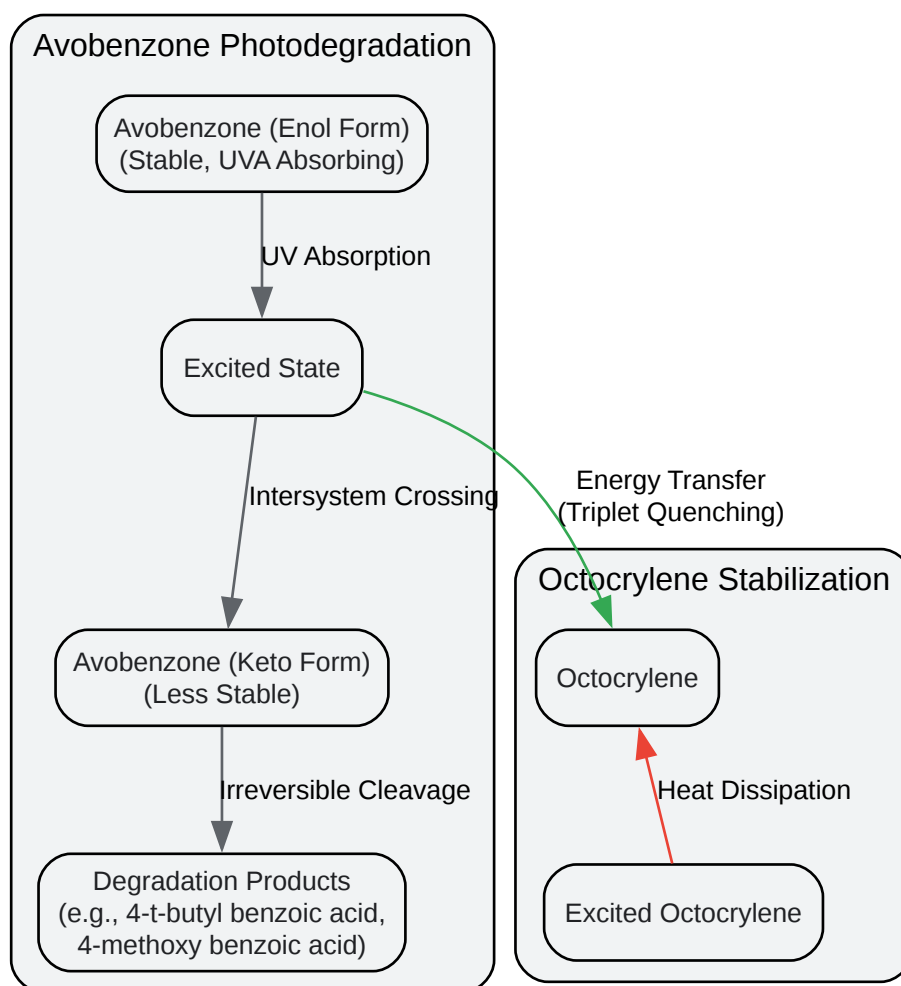 Avobenzone Photodegradation
Avobenzone (Enol Form)
(Stable, UVA Absorbing)
UV Absorption
Excited State
Intersystem Crossing
Energy Transfer
(Triplet Quenching)
Avobenzone (Keto Form)
(Less Stable)
Irreversible Cleavage
Degradation Products
(e.g., 4-t-butyl benzoic acid,
4-methoxy benzoic acid)
Octocrylene Stabilization
Octocrylene
Heat Dissipation
Excited Octocrylene